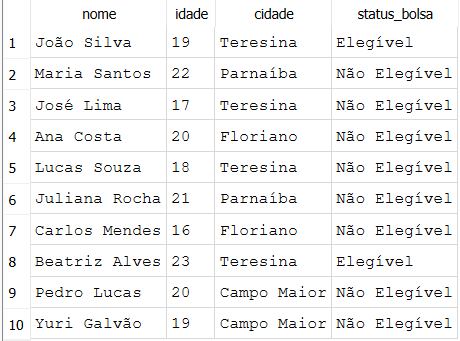 nome idade cidade status_bolsa
1 João Silva 19 Teresina Elegível
2 Maria Santos 22 Parnaíba Não Elegível
3 José Lima 17 Teresina Não Elegível
4 Ana Costa 20 Floriano Não Elegível
5 Lucas Souza 18 Teresina Não Elegível
6 Juliana Rocha 21 Parnaíba Não Elegível
7 Carlos Mendes 16 Floriano Não Elegível
8 Beatriz Alves 23 Teresina Elegível
9 Pedro Lucas 20 Campo Maior Não Elegível
10 Yuri Galvão 19 Campo Maior Não Elegível